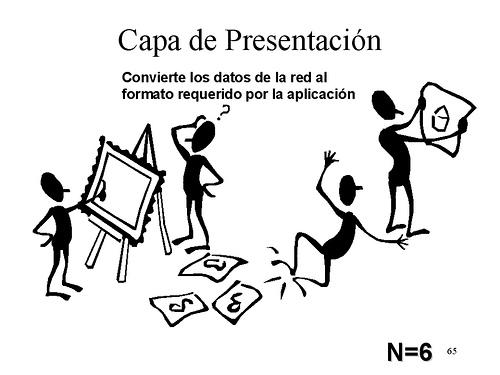 Capa de Presentación
Convierte los datos de la red al
formato requerido por la aplicación
?
N=6 65